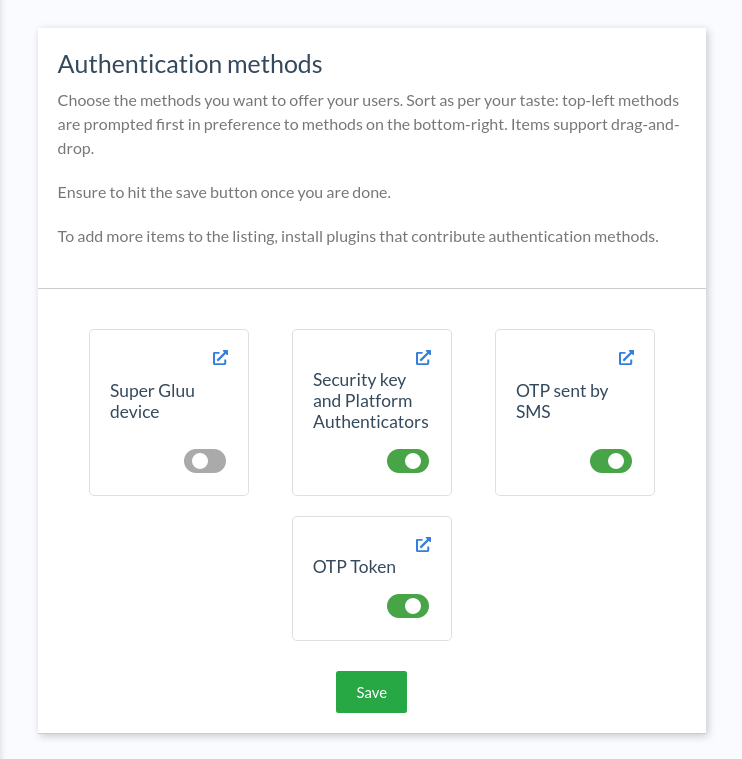 Authentication methods
Choose the methods you want to offer your users. Sort as per your taste: top-left methods
are prompted first in preference to methods on the bottom-right. Items support drag-and-
drop.
Ensure to hit the save button once you are done.
To add more items to the listing, install plugins that contribute authentication methods.
Super Gluu
device
Security key
and Platform
Authenticators
OTP sent by
SMS
OTP Token
Save